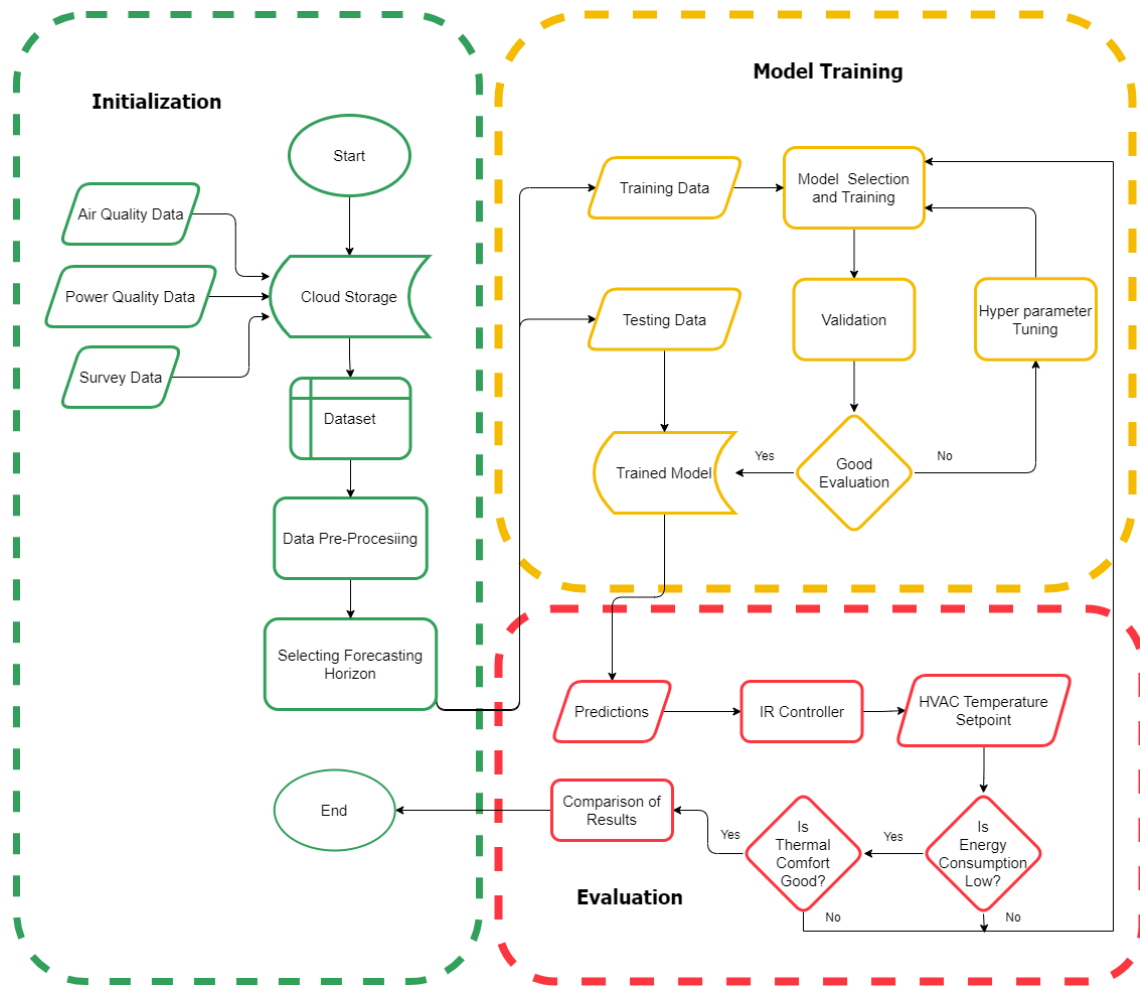 Initialization
Start
Air Quality Data
Power Quality Data
Survey Data
Cloud Storage
Dataset
Data Pre-Procesiing
Selecting Forecasting
Horizon
End
Model Training
Training Data
Model Selection
and Training
Testing Data
Validation
Hyper parameter
Tuning
Trained Model
Yes
Good
Evaluation
No
Predictions
IR Controller
HVAC Temperature
Setpoint
Comparison of
Results
Yes
Is
Thermal
Comfort
Good?
Yes
Is
Energy
Consumption
Low?
No
No
Evaluation